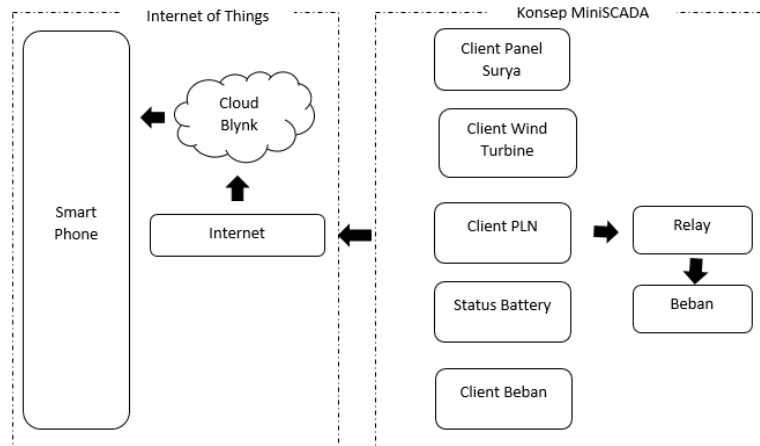 Internet of Things
Konsep MiniSCADA
Smart
Phone
Cloud
Blynk
Internet
Client Panel
Surya
Client Wind
Turbine
Client PLN
Status Battery
Client Beban
Relay
Beban